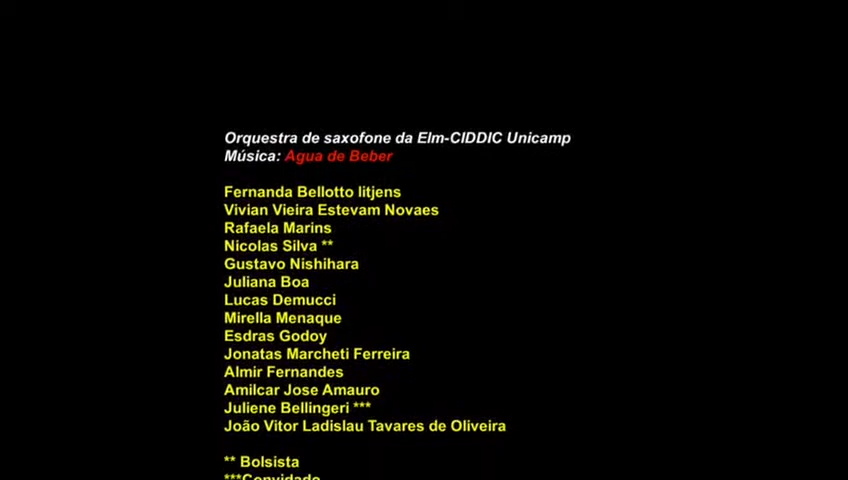 Orquestra de saxofone da Elm-CIDDIC Unicamp
Música: Agua de Beber
Fernanda Bellotto litjens
Vivian Vieira Estevam Novaes
Rafaela Marins
Nicolas Silva **
Gustavo Nishihara
Juliana Boa
Lucas Demucci
Mirella Menaque
Esdras Godoy
Jonatas Marcheti Ferreira
Almir Fernandes
Amilcar Jose Amauro
Juliene Bellingeri ***
João Vitor Ladislau Tavares de Oliveira
** Bolsista
***Convidado